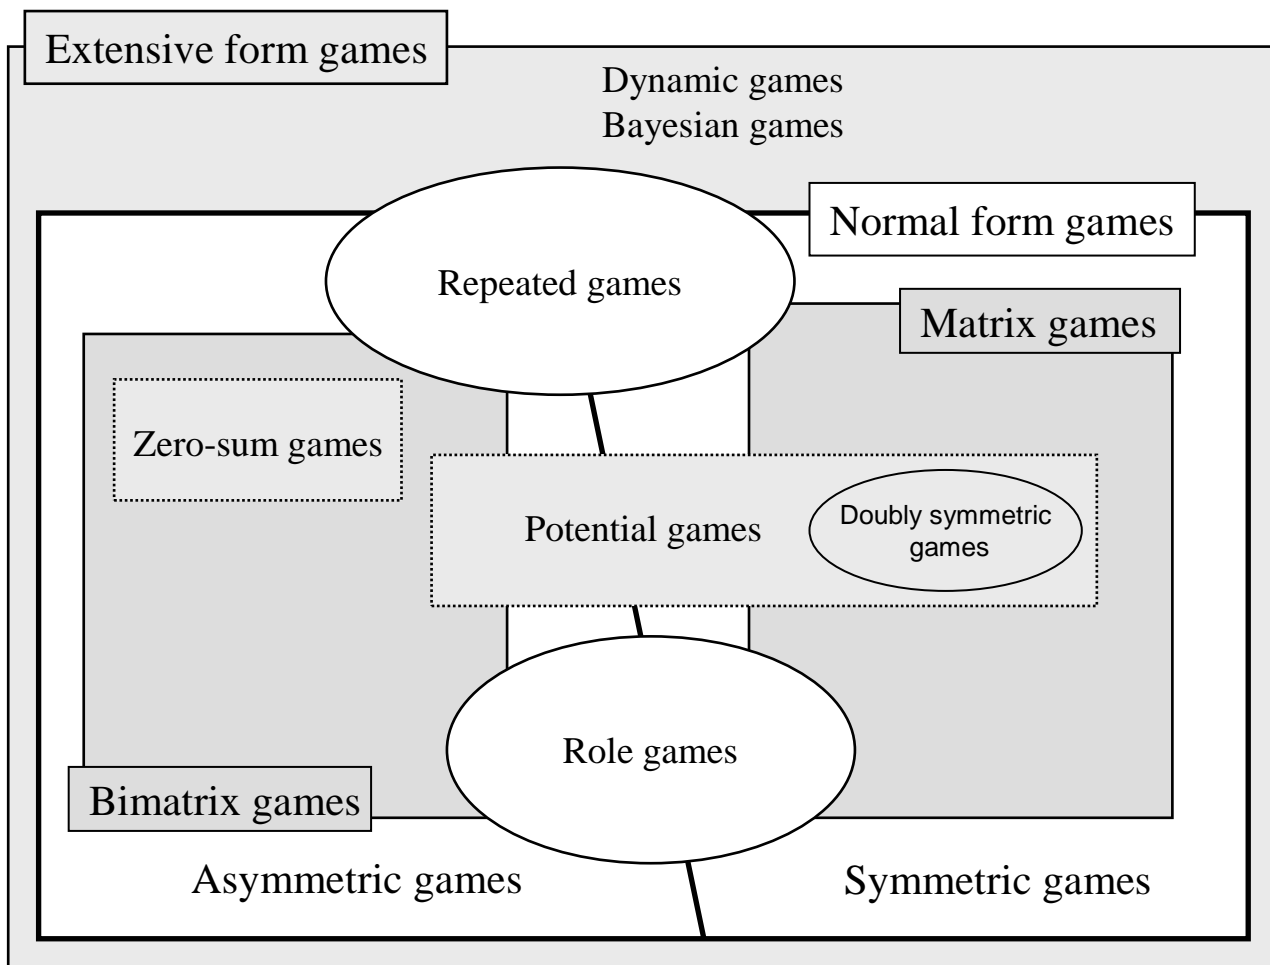 Extensive form games
Dynamic games
Bayesian games
Normal form games
Repeated games
Matrix games
Zero-sum games
Potential games
Doubly symmetric
games
Role games
Bimatrix games
Asymmetric games
Symmetric games